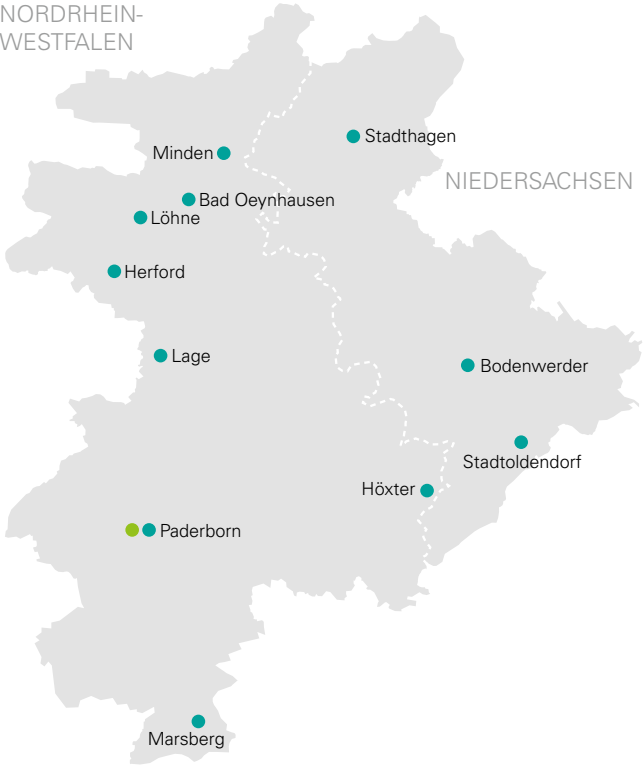 NORDRHEIN-
WESTFALEN
Stadthagen
Minden
NIEDERSACHSEN
Bad Oeynhausen
Löhne
Herford
Lage
Bodenwerder
Stadtoldendorf
Höxter
Paderborn
Marsberg